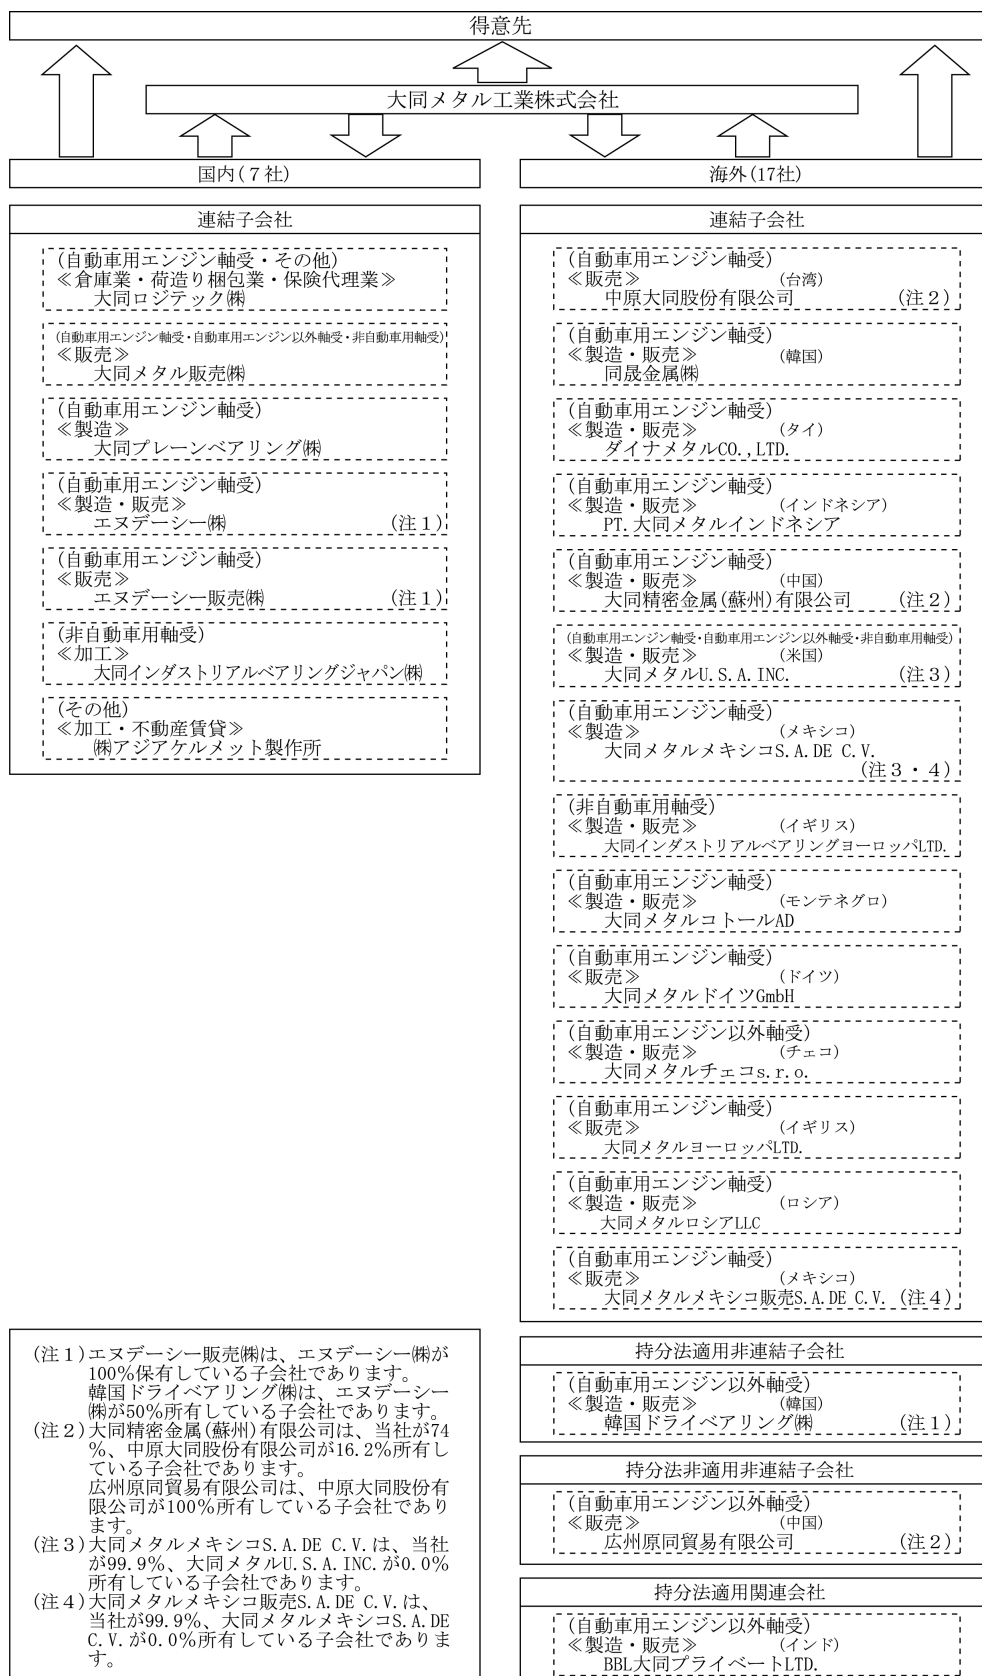 得意先
大同メタル工業株式会社
国内(７社)
連結子会社
(自動車用エンジン軸受・その他)
≪倉庫業・荷造り梱包業・保険代理業≫
大同ロジテック㈱
(自動車用エンジン軸受・自動車用エンジン以外軸受・非自動車用軸受)
≪販売≫
大同メタル販売㈱
(自動車用エンジン軸受)
≪製造≫
大同プレーンベアリング㈱
(自動車用エンジン軸受)
≪製造・販売≫
エヌデーシー㈱ (注１)
(自動車用エンジン軸受)
≪販売≫
エヌデーシー販売㈱ (注１)
(非自動車用軸受)
≪加工≫
大同インダストリアルベアリングジャパン㈱
(その他)
≪加工・不動産賃貸≫
㈱アジアケルメット製作所
海外(17社)
連結子会社
(自動車用エンジン軸受)
≪販売≫ (台湾)
中原大同股份有限公司 (注２)
(自動車用エンジン軸受)
≪製造・販売≫ (韓国)
同晟金属㈱
(自動車用エンジン軸受)
≪製造・販売≫ (タイ)
ダイナメタルCO.,LTD.
(自動車用エンジン軸受)
≪製造・販売≫ (インドネシア)
PT.大同メタルインドネシア
(自動車用エンジン軸受)
≪製造・販売≫ (中国)
大同精密金属(蘇州)有限公司 (注２)
(自動車用エンジン軸受・自動車用エンジン以外軸受・非自動車用軸受)
≪製造・販売≫ (米国)
大同メタルU.S.A.INC. (注３)
(自動車用エンジン軸受)
≪製造≫ (メキシコ)
大同メタルメキシコS.A.DE C.V.
(注３・４)
(非自動車用軸受)
≪製造・販売≫ (イギリス)
大同インダストリアルベアリングヨーロッパLTD.
(自動車用エンジン軸受)
≪製造・販売≫ (モンテネグロ)
大同メタルコトールAD
(自動車用エンジン軸受)
≪販売≫ (ドイツ)
大同メタルドイツGmbH
(自動車用エンジン以外軸受)
≪製造・販売≫ (チェコ)
大同メタルチェコs.r.o.
(自動車用エンジン軸受)
≪販売≫ (イギリス)
大同メタルヨーロッパLTD.
(自動車用エンジン軸受)
≪製造・販売≫ (ロシア)
大同メタルロシアLLC
(自動車用エンジン軸受)
≪販売≫ (メキシコ)
大同メタルメキシコ販売S.A.DE C.V. (注４)
(注１)エヌデーシー販売㈱は、エヌデーシー㈱が
100%保有している子会社であります。
韓国ドライベアリング㈱は、エヌデーシー
㈱が50%所有している子会社であります。
(注２)大同精密金属(蘇州)有限公司は、当社が74
%、中原大同股份有限公司が16.2%所有し
ている子会社であります。
広州原同貿易有限公司は、中原大同股份有
限公司が100%所有している子会社であり
ます。
(注３)大同メタルメキシコS.A.DE C.V.は、当社
が99.9%、大同メタルU.S.A.INC.が0.0%
所有している子会社であります。
(注４)大同メタルメキシコ販売S.A.DE C.V.は、
当社が99.9%、大同メタルメキシコS.A.DE
C.V.が0.0%所有している子会社でありま
す。
持分法適用非連結子会社
(自動車用エンジン以外軸受)
≪製造・販売≫ (韓国)
韓国ドライベアリング㈱ (注１)
持分法非適用非連結子会社
(自動車用エンジン以外軸受)
≪販売≫ (中国)
広州原同貿易有限公司 (注２)
持分法適用関連会社
(自動車用エンジン以外軸受)
≪製造・販売≫ (インド)
BBL大同プライベートLTD.